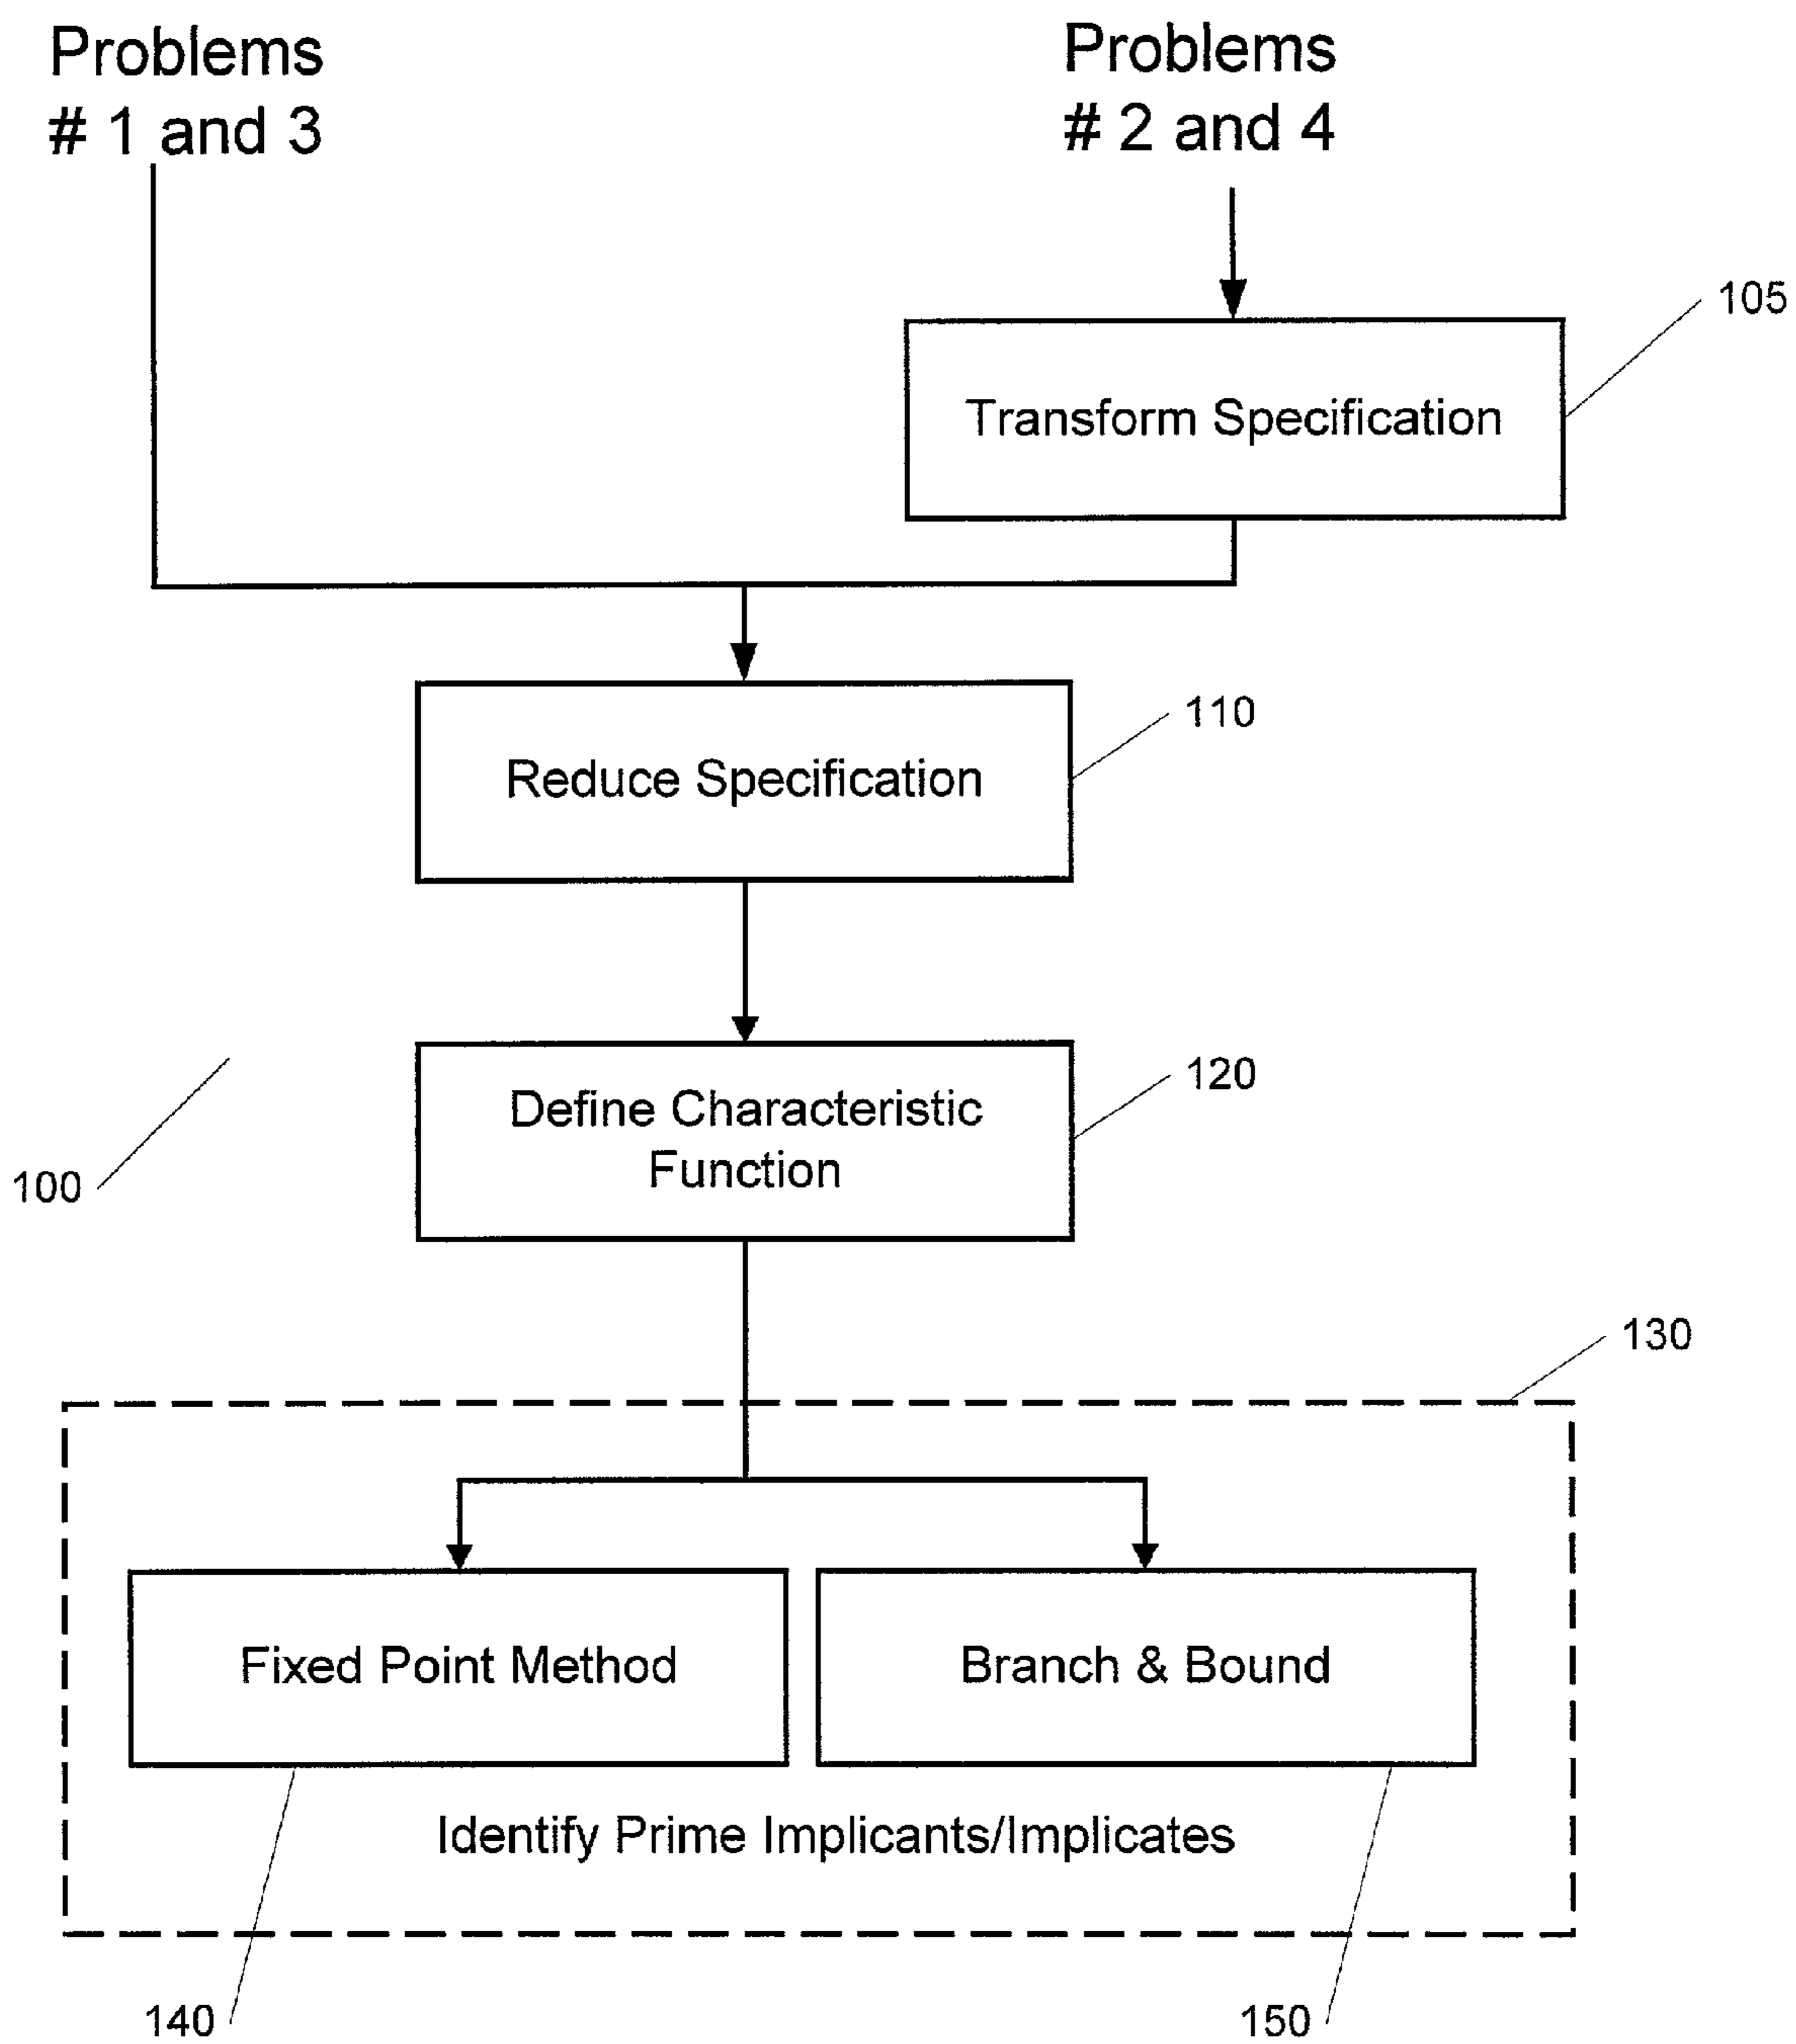 Problems
# 1 and 3
Problems
# 2 and 4
105
Transform Specification
110
Reduce Specification
120
Define Characteristic
Function
100
130
Fixed Point Method
Branch & Bound
Identify Prime Implicants/Implicates
140
150